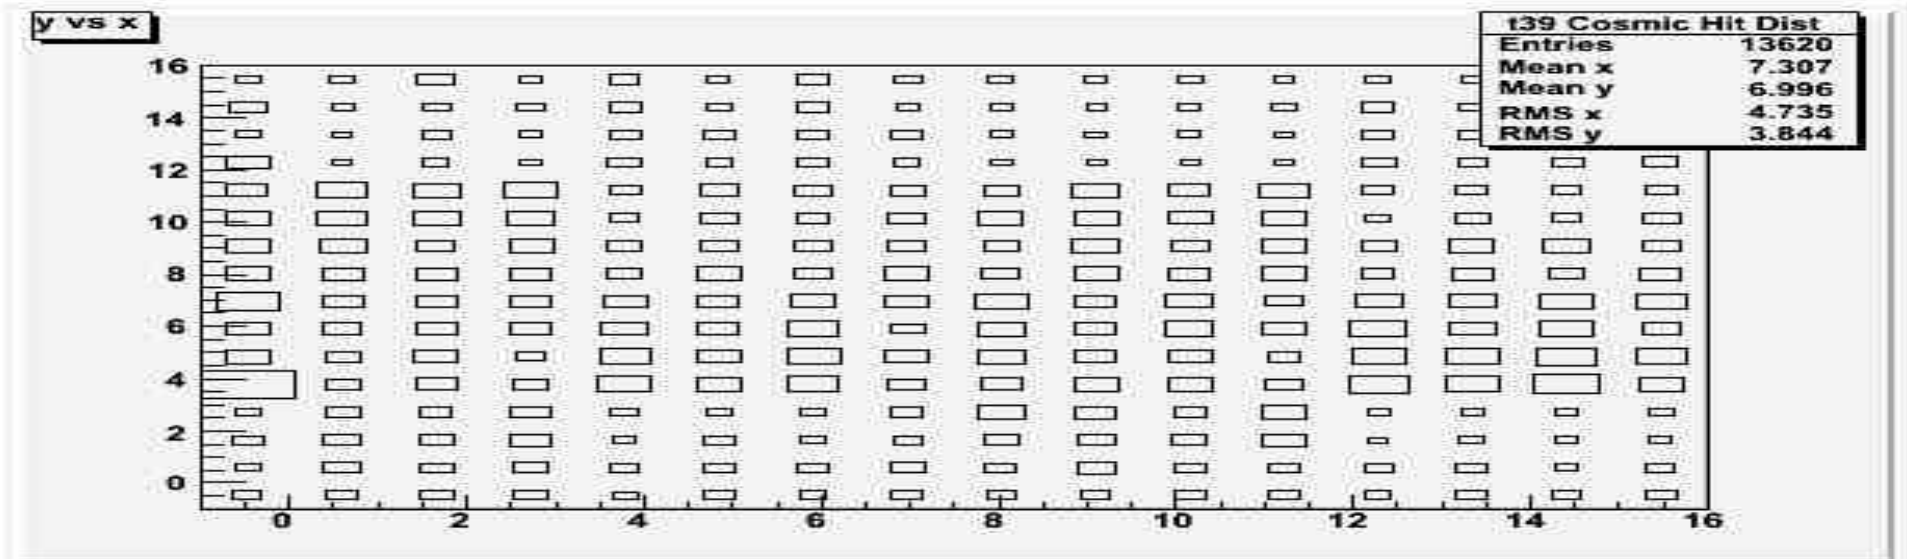 y vs x
t39 Cosmic Hit Dist
Entries 13620
Mean x 7.307
Mean y 6.996
RMS x 4.735
RMS y 3.844
16
14
12
10
8
6
4
2
0
0 2 4 6 8 10 12 14 16